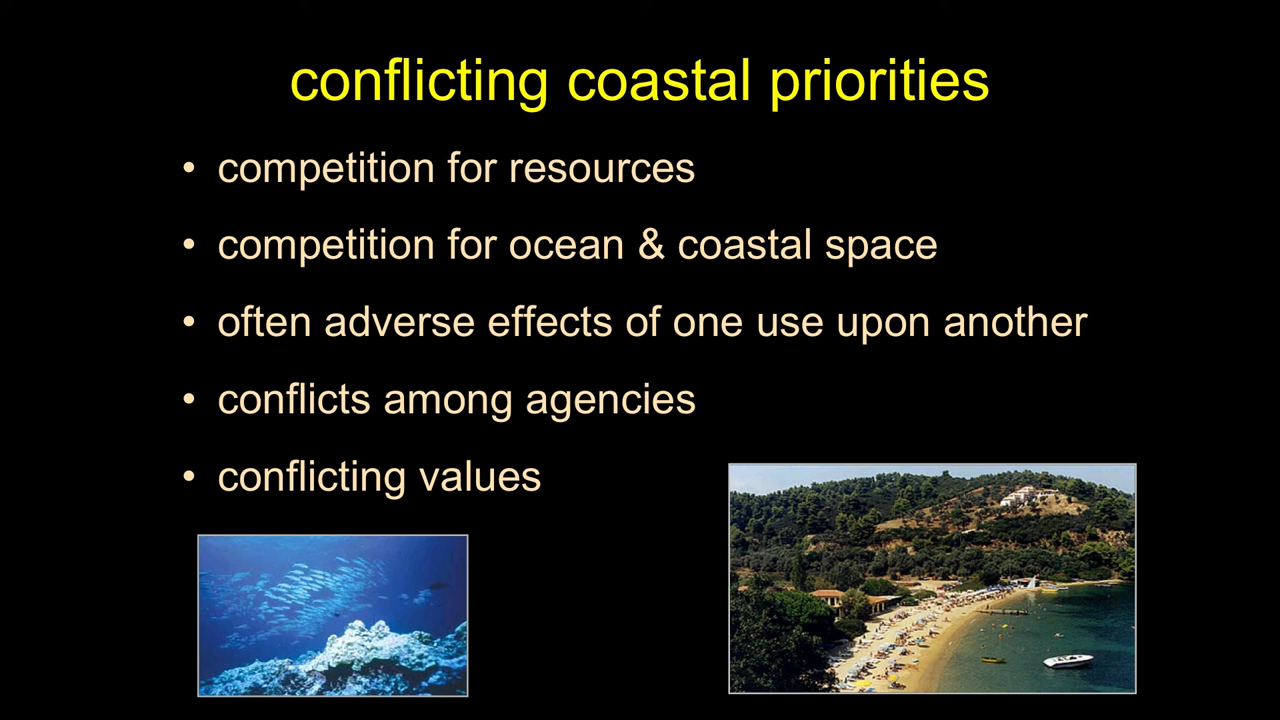 conflicting coastal priorities
• competition for resources
• competition for ocean & coastal space
• often adverse effects of one use upon another
• conflicts among agencies
• conflicting values